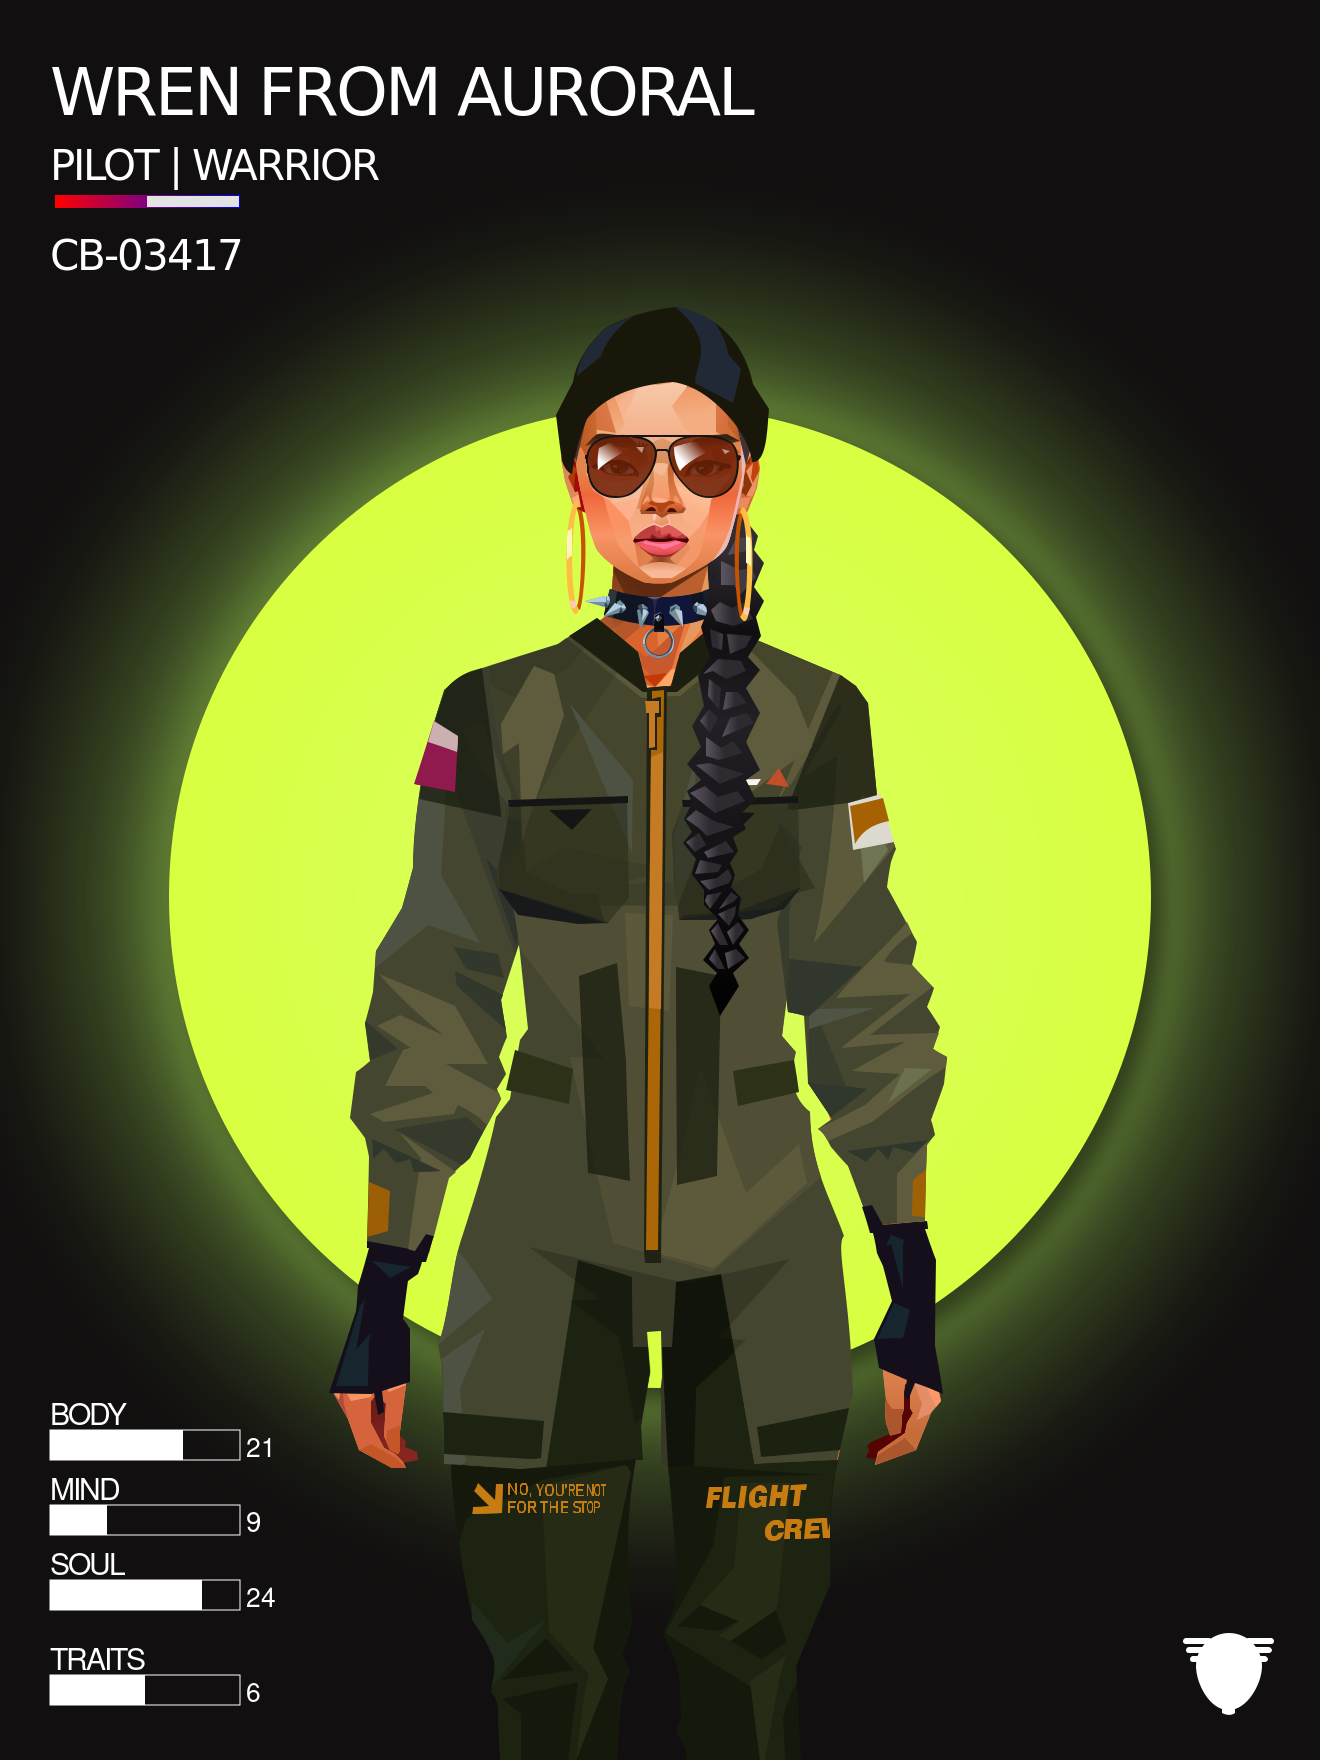 WREN FROM AURORAL
PILOT | WARRIOR
CB-03417
BODY
21
MIND
9
SOUL
24
TRAITS
6
NO, YOU'RE NOT
FOR THE STOP
FLIGHT
CREW